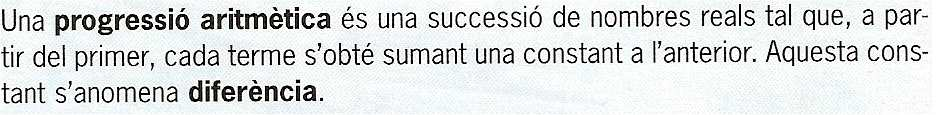 Una progressió aritmètica és una successió de nombres reals tal que, a par-
tir del primer, cada terme s'obté sumant una constant a l'anterior. Aquesta cons-
tant s'anomena diferència.